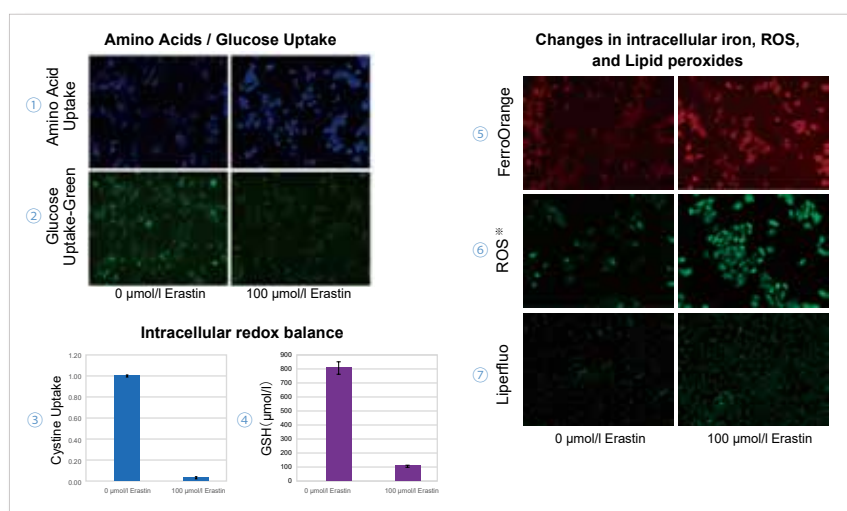 Amino Acids / Glucose Uptake
① Amino Acid
Uptake
② Glucose
Uptake-Green
0 μmol/l Erastin
100 μmol/l Erastin
Intracellular redox balance
③ Cystine Uptake
1.20
1.00
0.80
0.60
0.40
0.20
0.00
0 μmol/l Erastin
100 μmol/l Erastin
④ GSH(μmol/l)
900
800
700
600
500
400
300
200
100
0
0 μmol/l Erastin
100 μmol/l Erastin
Changes in intracellular iron, ROS,
and Lipid peroxides
⑤ FerroOrange
⑥ ROS※
⑦ Liperfluo
0 μmol/l Erastin
100 μmol/l Erastin